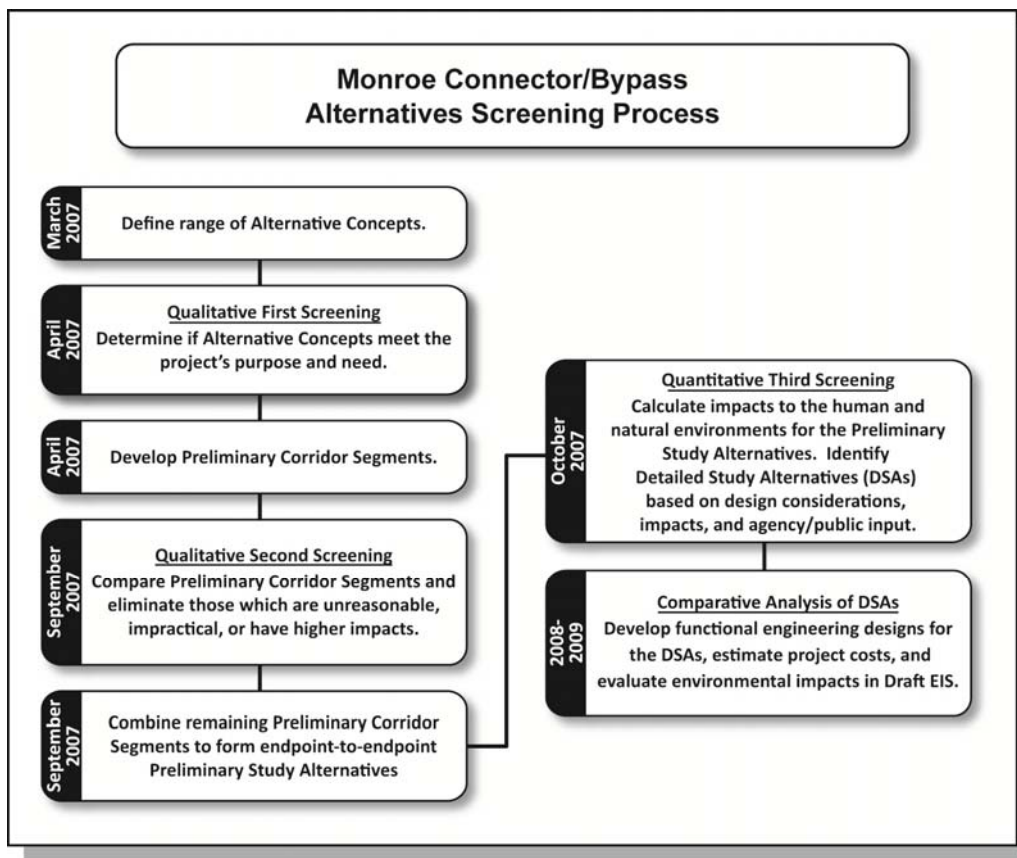 Monroe Connector/Bypass
Alternatives Screening Process
March
2007
Define range of Alternative Concepts.
April
2007
Qualitative First Screening
Determine if Alternative Concepts meet the
project’s purpose and need.
April
2007
Develop Preliminary Corridor Segments.
September
2007
Qualitative Second Screening
Compare Preliminary Corridor Segments and
eliminate those which are unreasonable,
impractical, or have higher impacts.
September
2007
Combine remaining Preliminary Corridor
Segments to form endpoint-to-endpoint
Preliminary Study Alternatives
October
2007
Quantitative Third Screening
Calculate impacts to the human and
natural environments for the Preliminary
Study Alternatives.  Identify
Detailed Study Alternatives (DSAs)
based on design considerations,
impacts, and agency/public input.
2008-
2009
Comparative Analysis of DSAs
Develop functional engineering designs for
the DSAs, estimate project costs, and
evaluate environmental impacts in Draft EIS.